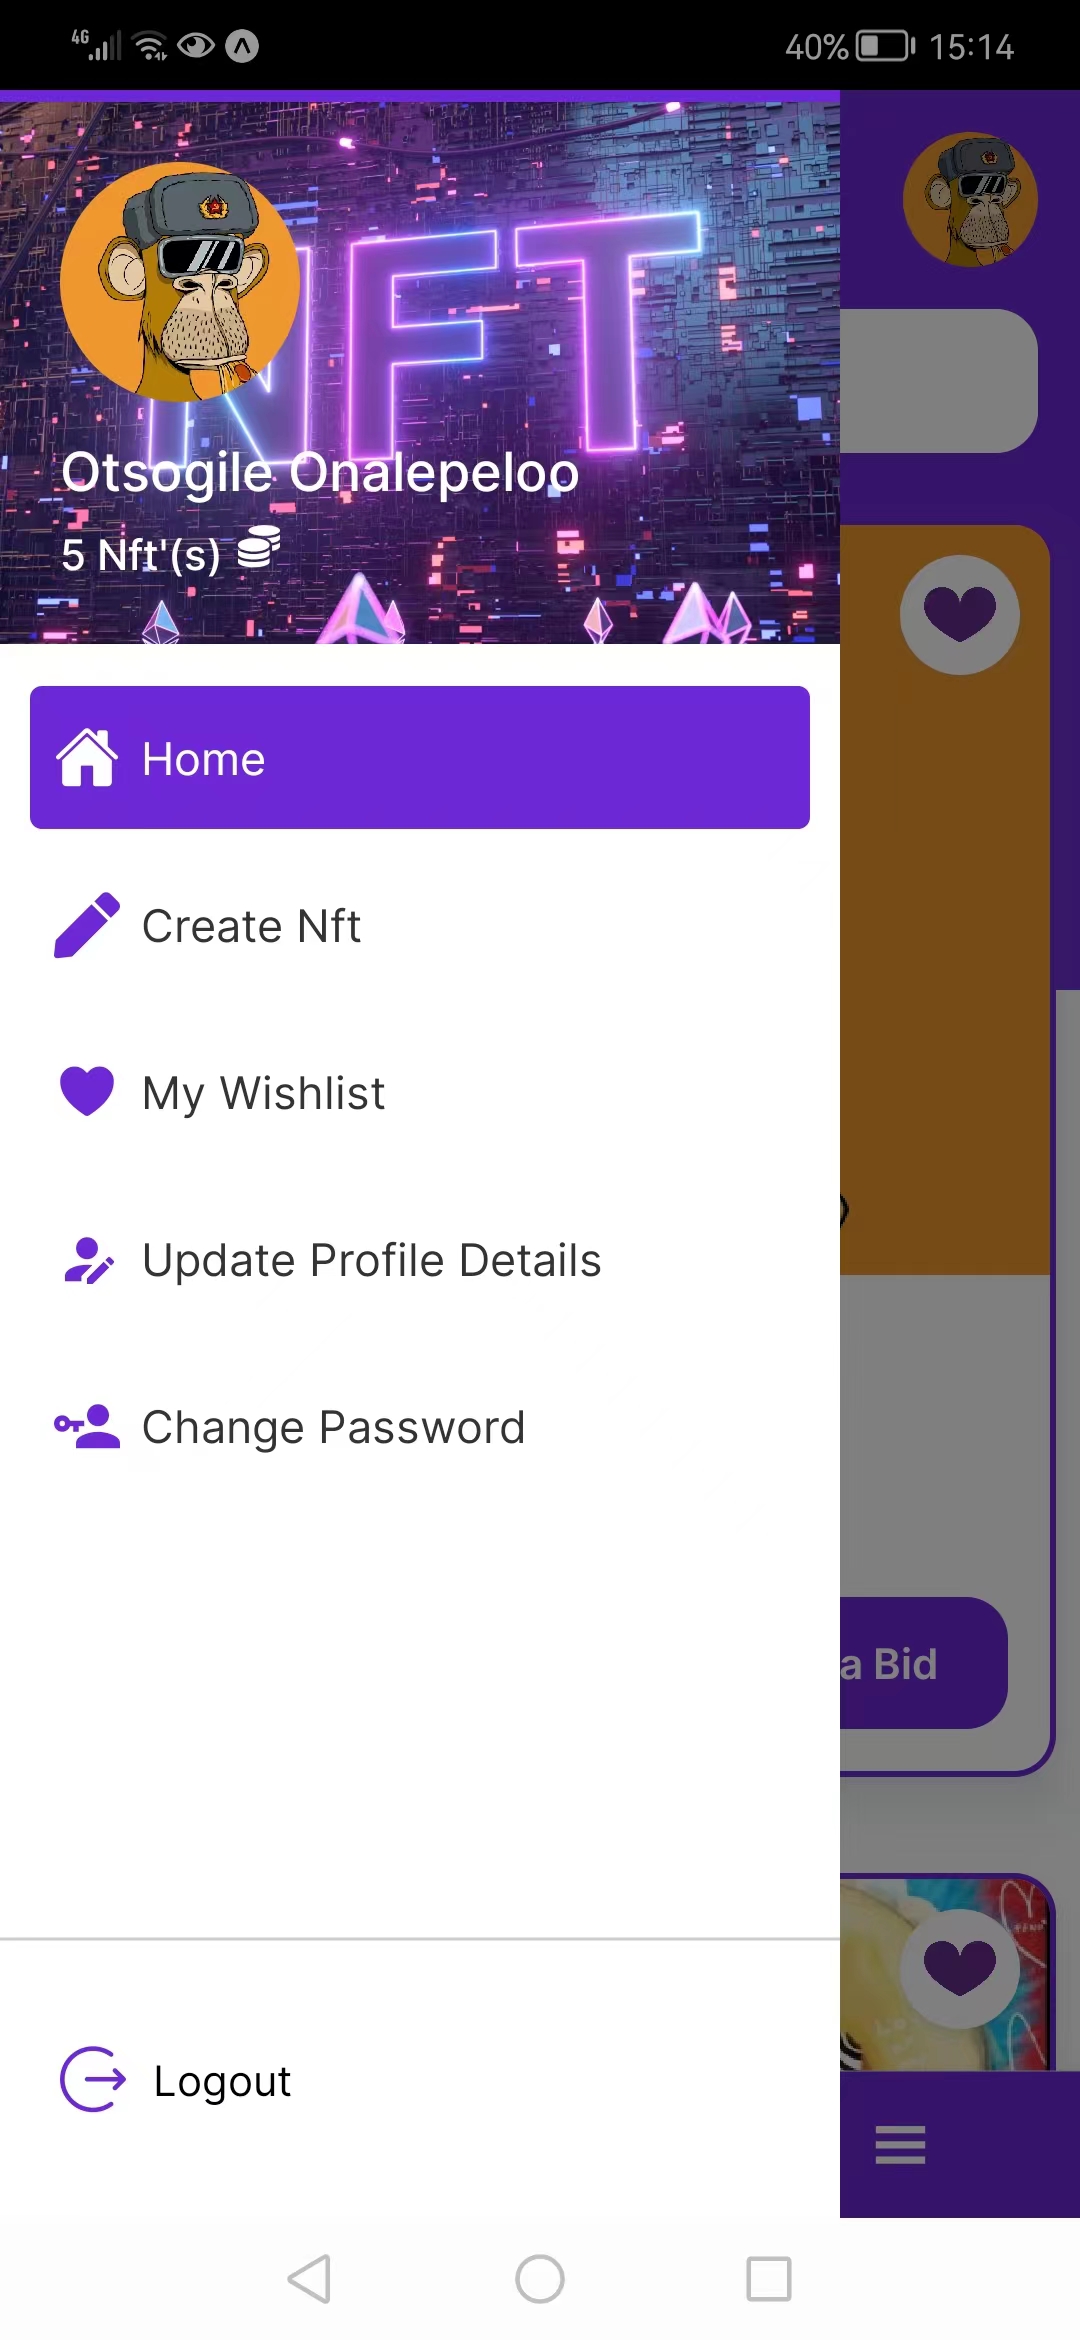 4G 40% 15:14
NFT
Otsogile Onalepeloo
5 Nft'(s)
Home
Create Nft
My Wishlist
Update Profile Details
Change Password
a Bid
Logout